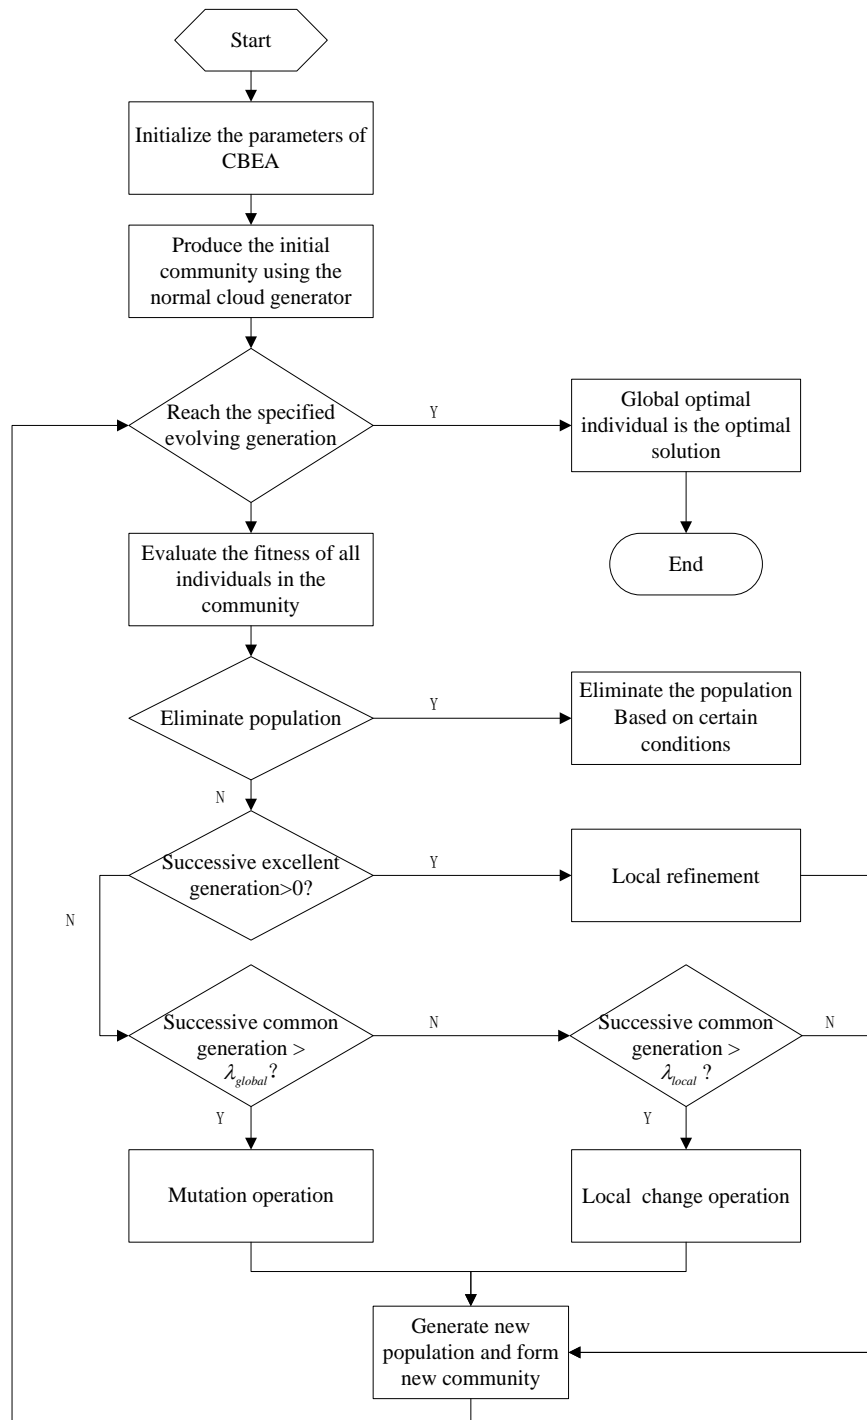 Start
Initialize the parameters of
CBEA
Produce the initial
community using the
normal cloud generator
Reach the specified
evolving generation
Y
Global optimal
individual is the optimal
solution
End
Evaluate the fitness of all
individuals in the
community
Eliminate population
Y
Eliminate the population
Based on certain
conditions
N
Successive excellent
generation>0?
Y
Local refinement
N
Successive common
generation >
λglobal?
N
Successive common
generation >
λlocal ?
N
Y
Y
Mutation operation
Local change operation
Generate new
population and form
new community